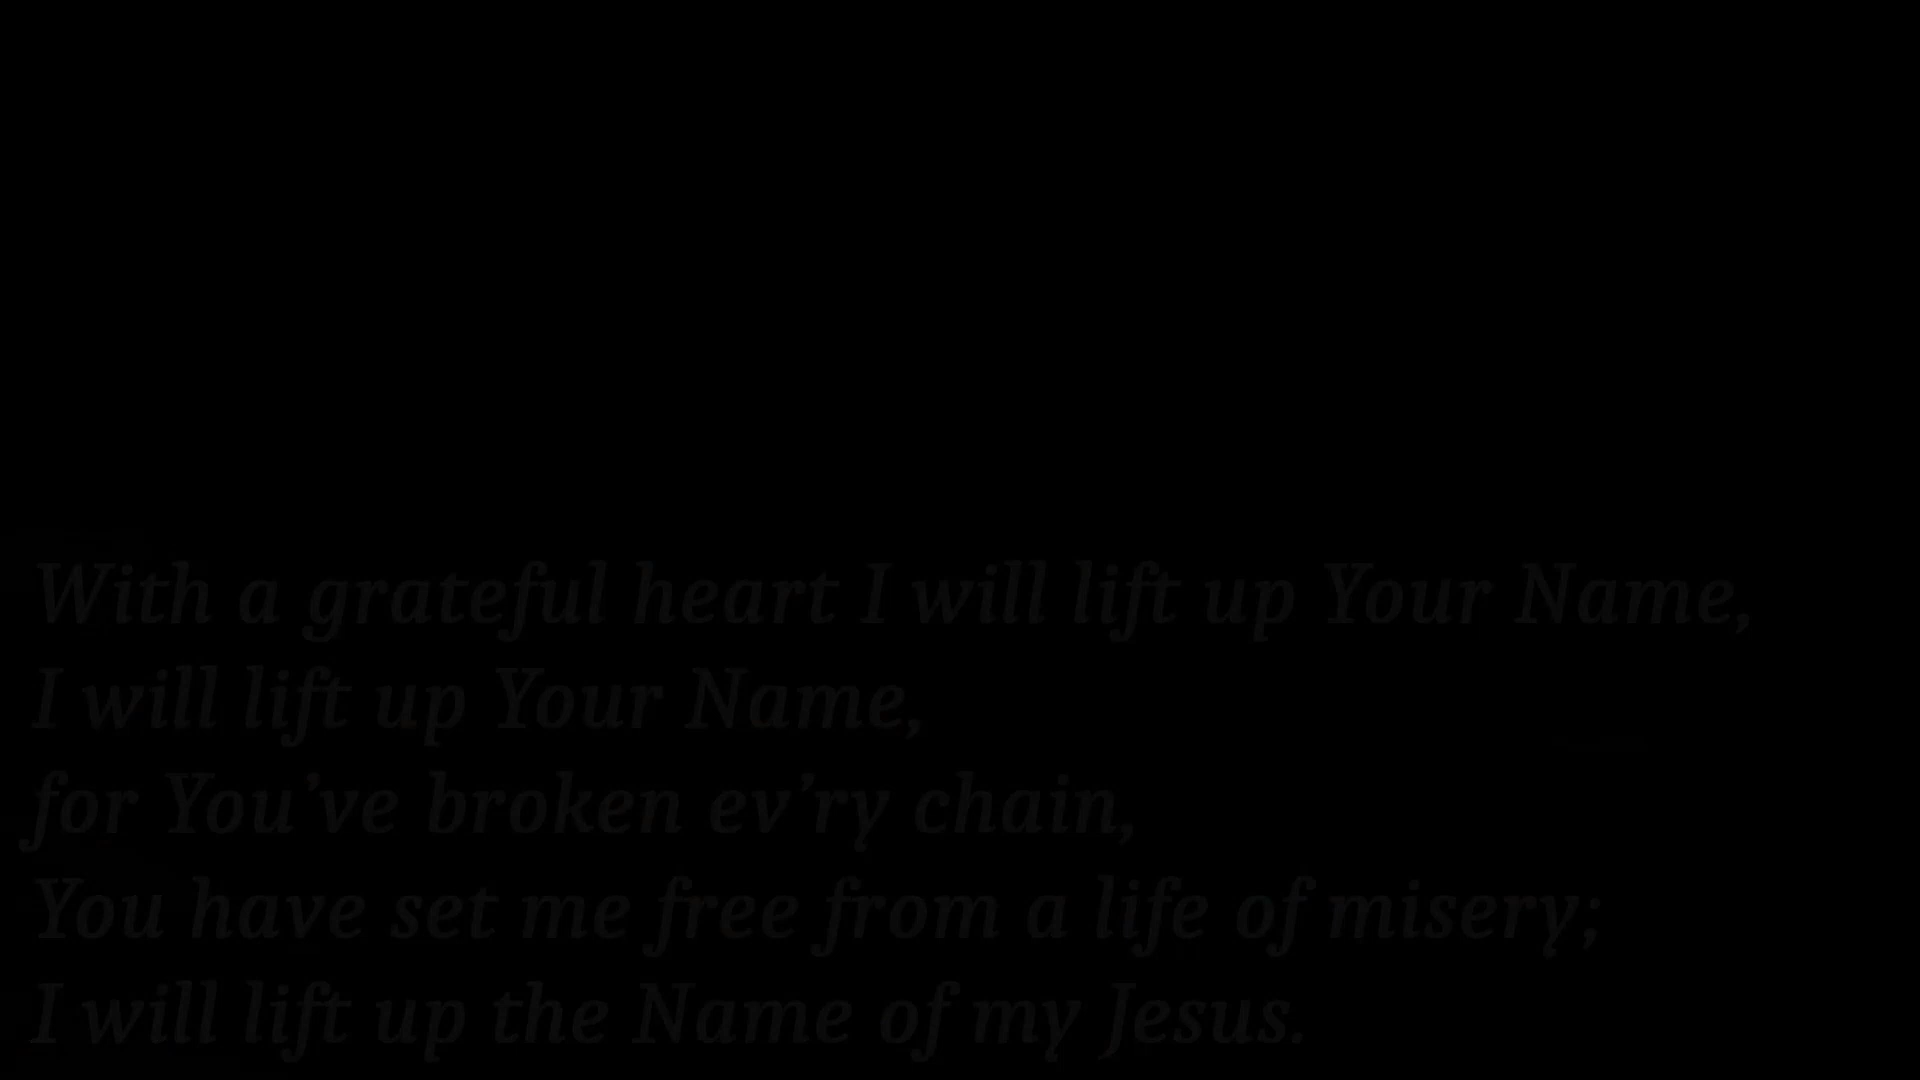 With a grateful heart I will lift up Your Name,
I will lift up Your Name,
for You’ve broken ev’ry chain,
You have set me free from a life of misery;
I will lift up the Name of my Jesus.